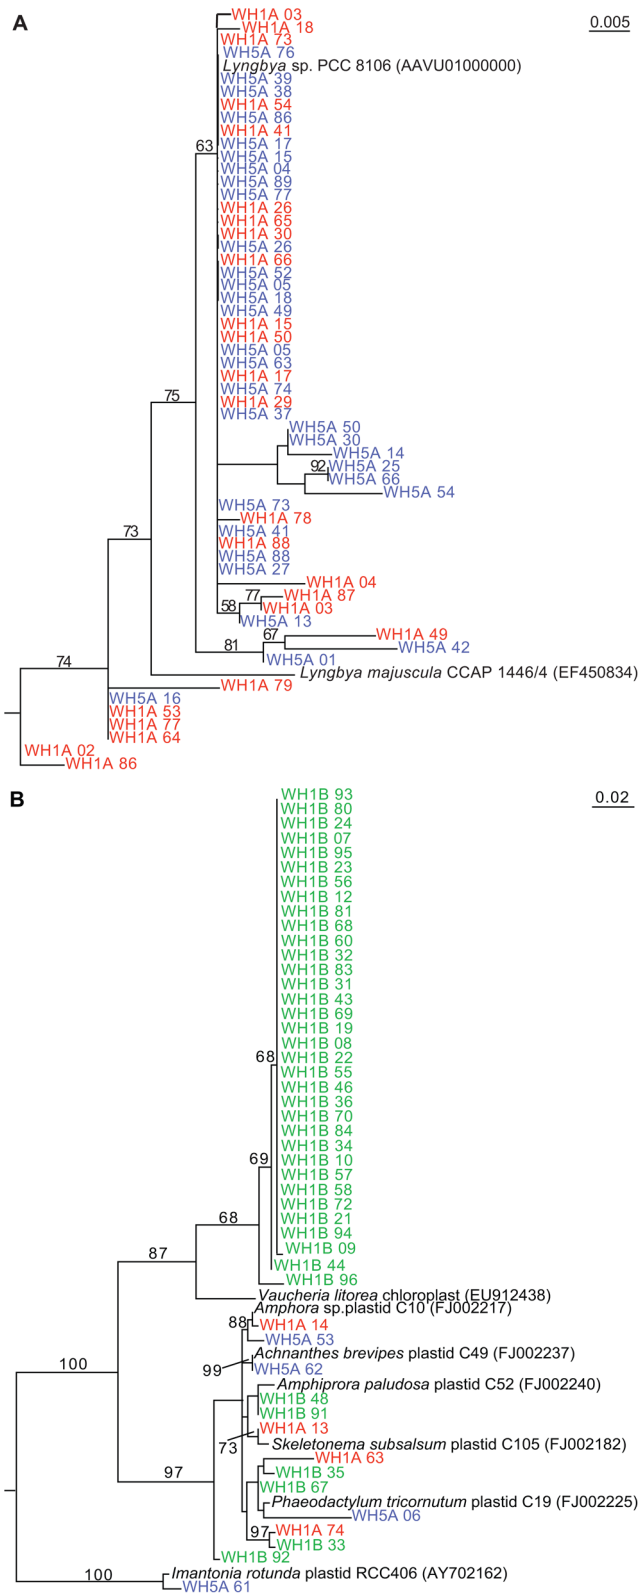 A
0.005
WH1A 03
WH1A 18
WH1A 73
WH5A 76
Lyngbya sp. PCC 8106 (AAVU01000000)
WH5A 39
WH5A 38
WH1A 54
WH5A 86
WH1A 41
63
WH5A 17
WH5A 15
WH5A 04
WH5A 89
WH5A 77
WH1A 26
WH1A 65
WH1A 30
WH5A 26
WH1A 66
WH5A 52
WH5A 05
WH5A 18
WH5A 49
WH1A 15
WH1A 50
WH5A 05
WH5A 63
WH1A 17
WH5A 74
75
WH1A 29
WH5A 37
WH5A 50
WH5A 30
WH5A 14
92
WH5A 25
WH5A 66
WH5A 54
WH5A 73
WH1A 78
73
WH5A 41
WH1A 88
WH5A 88
WH5A 27
WH1A 04
77
WH1A 87
58
WH1A 03
WH5A 13
67
WH1A 49
81
WH5A 42
WH5A 01
74
Lyngbya majuscula CCAP 1446/4 (EF450834)
WH1A 79
WH5A 16
WH1A 53
WH1A 77
WH1A 64
WH1A 02
WH1A 86
B
0.02
WH1B 93
WH1B 80
WH1B 24
WH1B 07
WH1B 95
WH1B 23
WH1B 56
WH1B 12
WH1B 81
WH1B 68
WH1B 60
WH1B 32
WH1B 83
WH1B 31
WH1B 43
WH1B 69
WH1B 19
WH1B 08
68
WH1B 22
WH1B 55
WH1B 46
WH1B 36
WH1B 70
WH1B 84
WH1B 34
69
WH1B 10
WH1B 57
WH1B 58
WH1B 72
68
WH1B 21
WH1B 94
WH1B 09
87
WH1B 44
WH1B 96
Vaucheria litorea chloroplast (EU912438)
Amphora sp.plastid C10 (FJ002217)
88
WH1A 14
WH5A 53
Achnanthes brevipes plastid C49 (FJ002237)
100
99
WH5A 62
Amphiprora paludosa plastid C52 (FJ002240)
WH1B 48
WH1B 91
WH1A 13
73
Skeletonema subsalsum plastid C105 (FJ002182)
WH1A 63
97
WH1B 35
WH1B 67
Phaeodactylum tricornutum plastid C19 (FJ002225)
WH5A 06
97
WH1A 74
WH1B 33
WH1B 92
100
Imantonia rotunda plastid RCC406 (AY702162)
WH5A 61